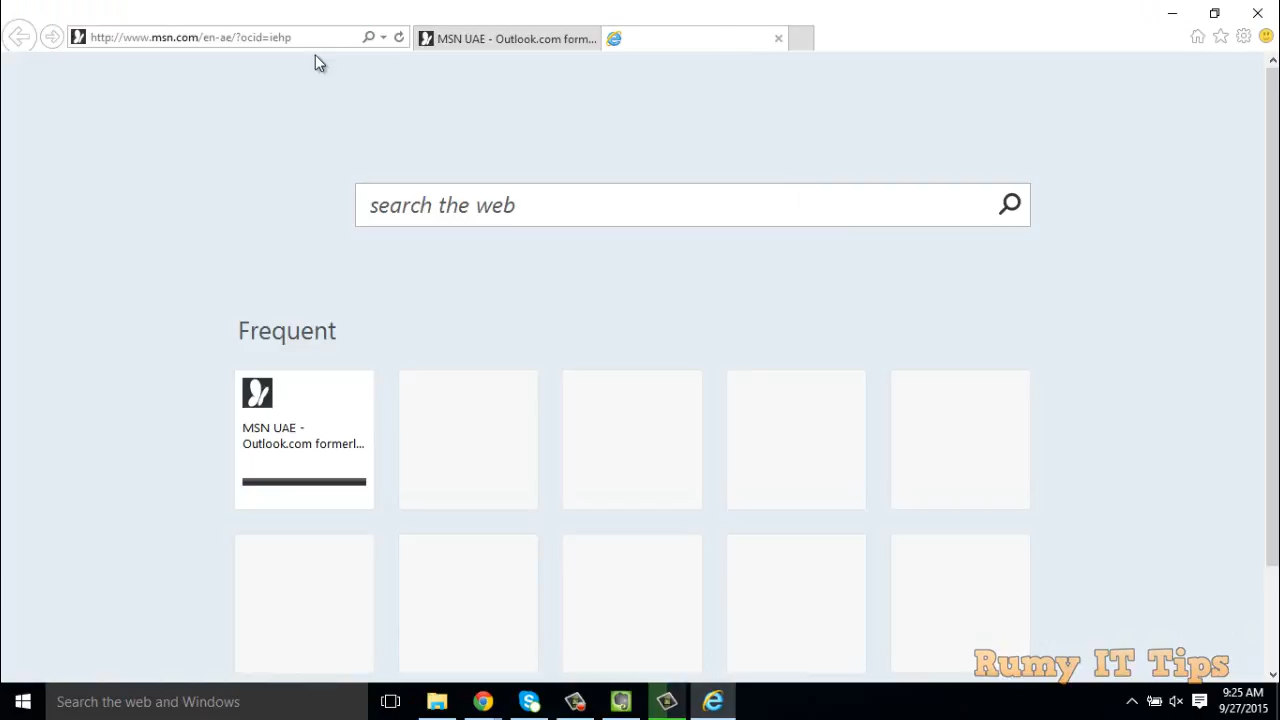 http://www.msn.com/en-ae/?ocid=iehp
MSN UAE - Outlook.com form...
search the web
Frequent
MSN UAE -
Outlook.com formerl...
Rumy IT Tips
Search the web and Windows
9:25 AM
9/27/2015